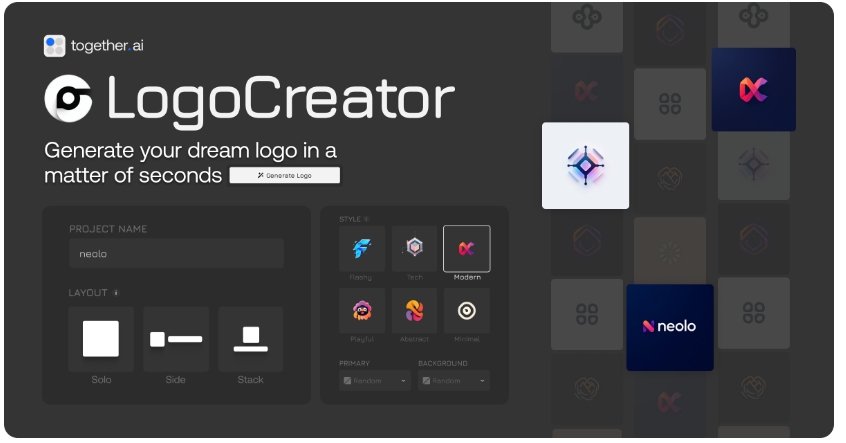 together.ai
LogoCreator
Generate your dream logo in a
matter of seconds
Generate Logo
PROJECT NAME
neolo
LAYOUT
Solo Side Stack
STYLE
Flashy Tech Modern
Playful Abstract Minimal
PRIMARY BACKGROUND
Random Random
neolo